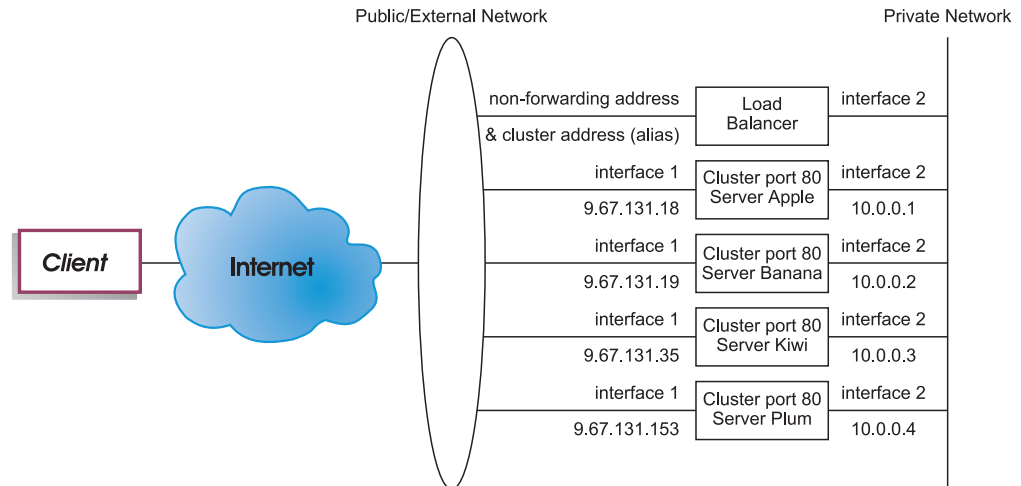 Public/External Network
Private Network
non-forwarding address
& cluster address (alias)
Load
Balancer
interface 2
interface 1
9.67.131.18
Cluster port 80
Server Apple
interface 2
10.0.0.1
interface 1
9.67.131.19
Cluster port 80
Server Banana
interface 2
10.0.0.2
Client
Internet
interface 1
9.67.131.35
Cluster port 80
Server Kiwi
interface 2
10.0.0.3
interface 1
9.67.131.153
Cluster port 80
Server Plum
interface 2
10.0.0.4